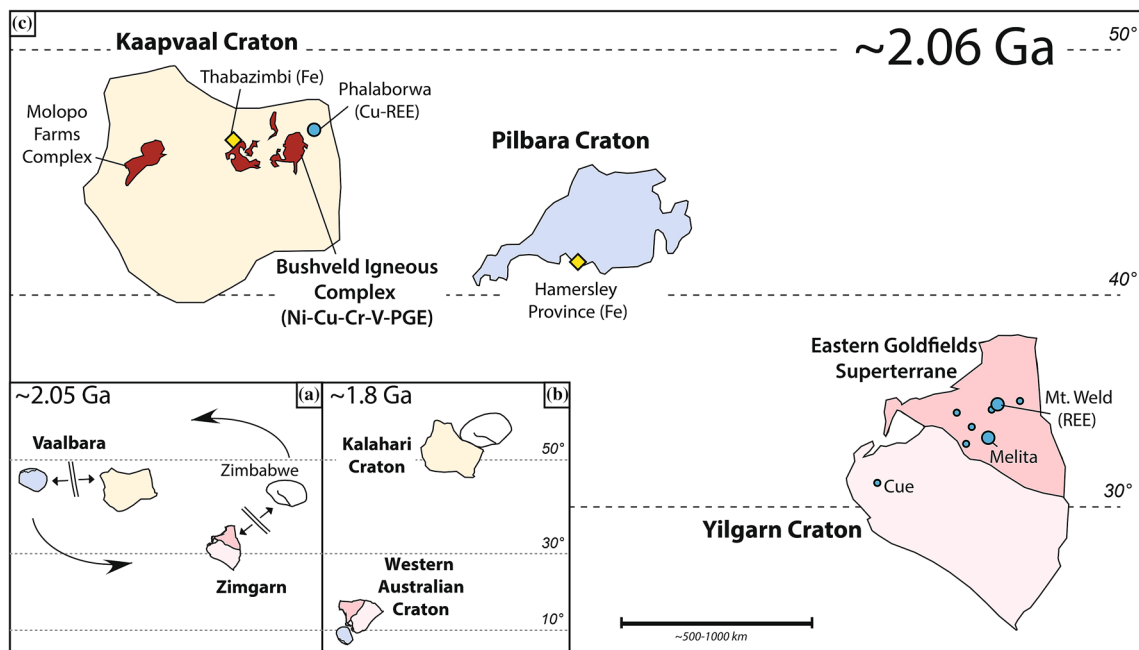 (c)
Kaapvaal Craton
~2.06 Ga
50°
Thabazimbi (Fe)
Phalaborwa
(Cu-REE)
Molopo
Farms
Complex
Pilbara Craton
Bushveld Igneous
Complex
(Ni-Cu-Cr-V-PGE)
40°
Hamersley
Province (Fe)
Eastern Goldfields
Superterrane
Mt. Weld
(REE)
Melita
Cue
30°
Yilgarn Craton
~500-1000 km
~2.05 Ga
(a)
Vaalbara
Zimbabwe
Zimgarn
~1.8 Ga
(b)
Kalahari
Craton
50°
30°
Western
Australian
Craton
10°